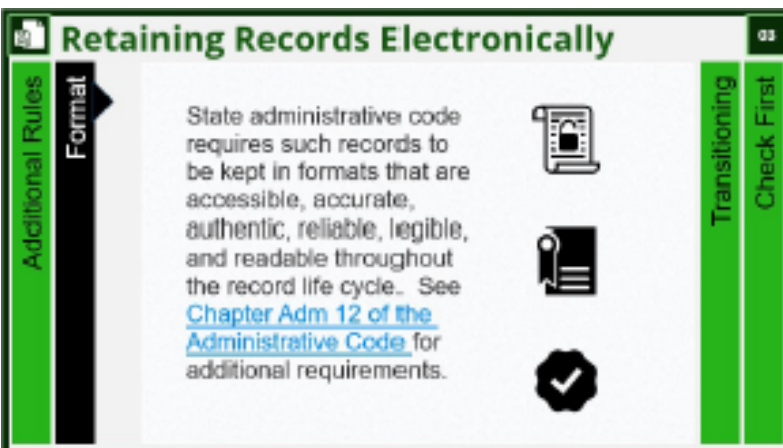 Retaining Records Electronically
03
Additional Rules
Format
State administrative code
requires such records to
be kept in formats that are
accessible, accurate,
authentic, reliable, legible,
and readable throughout
the record life cycle. See
Chapter Adm 12 of the
Administrative Code for
additional requirements.
Transitioning
Check First